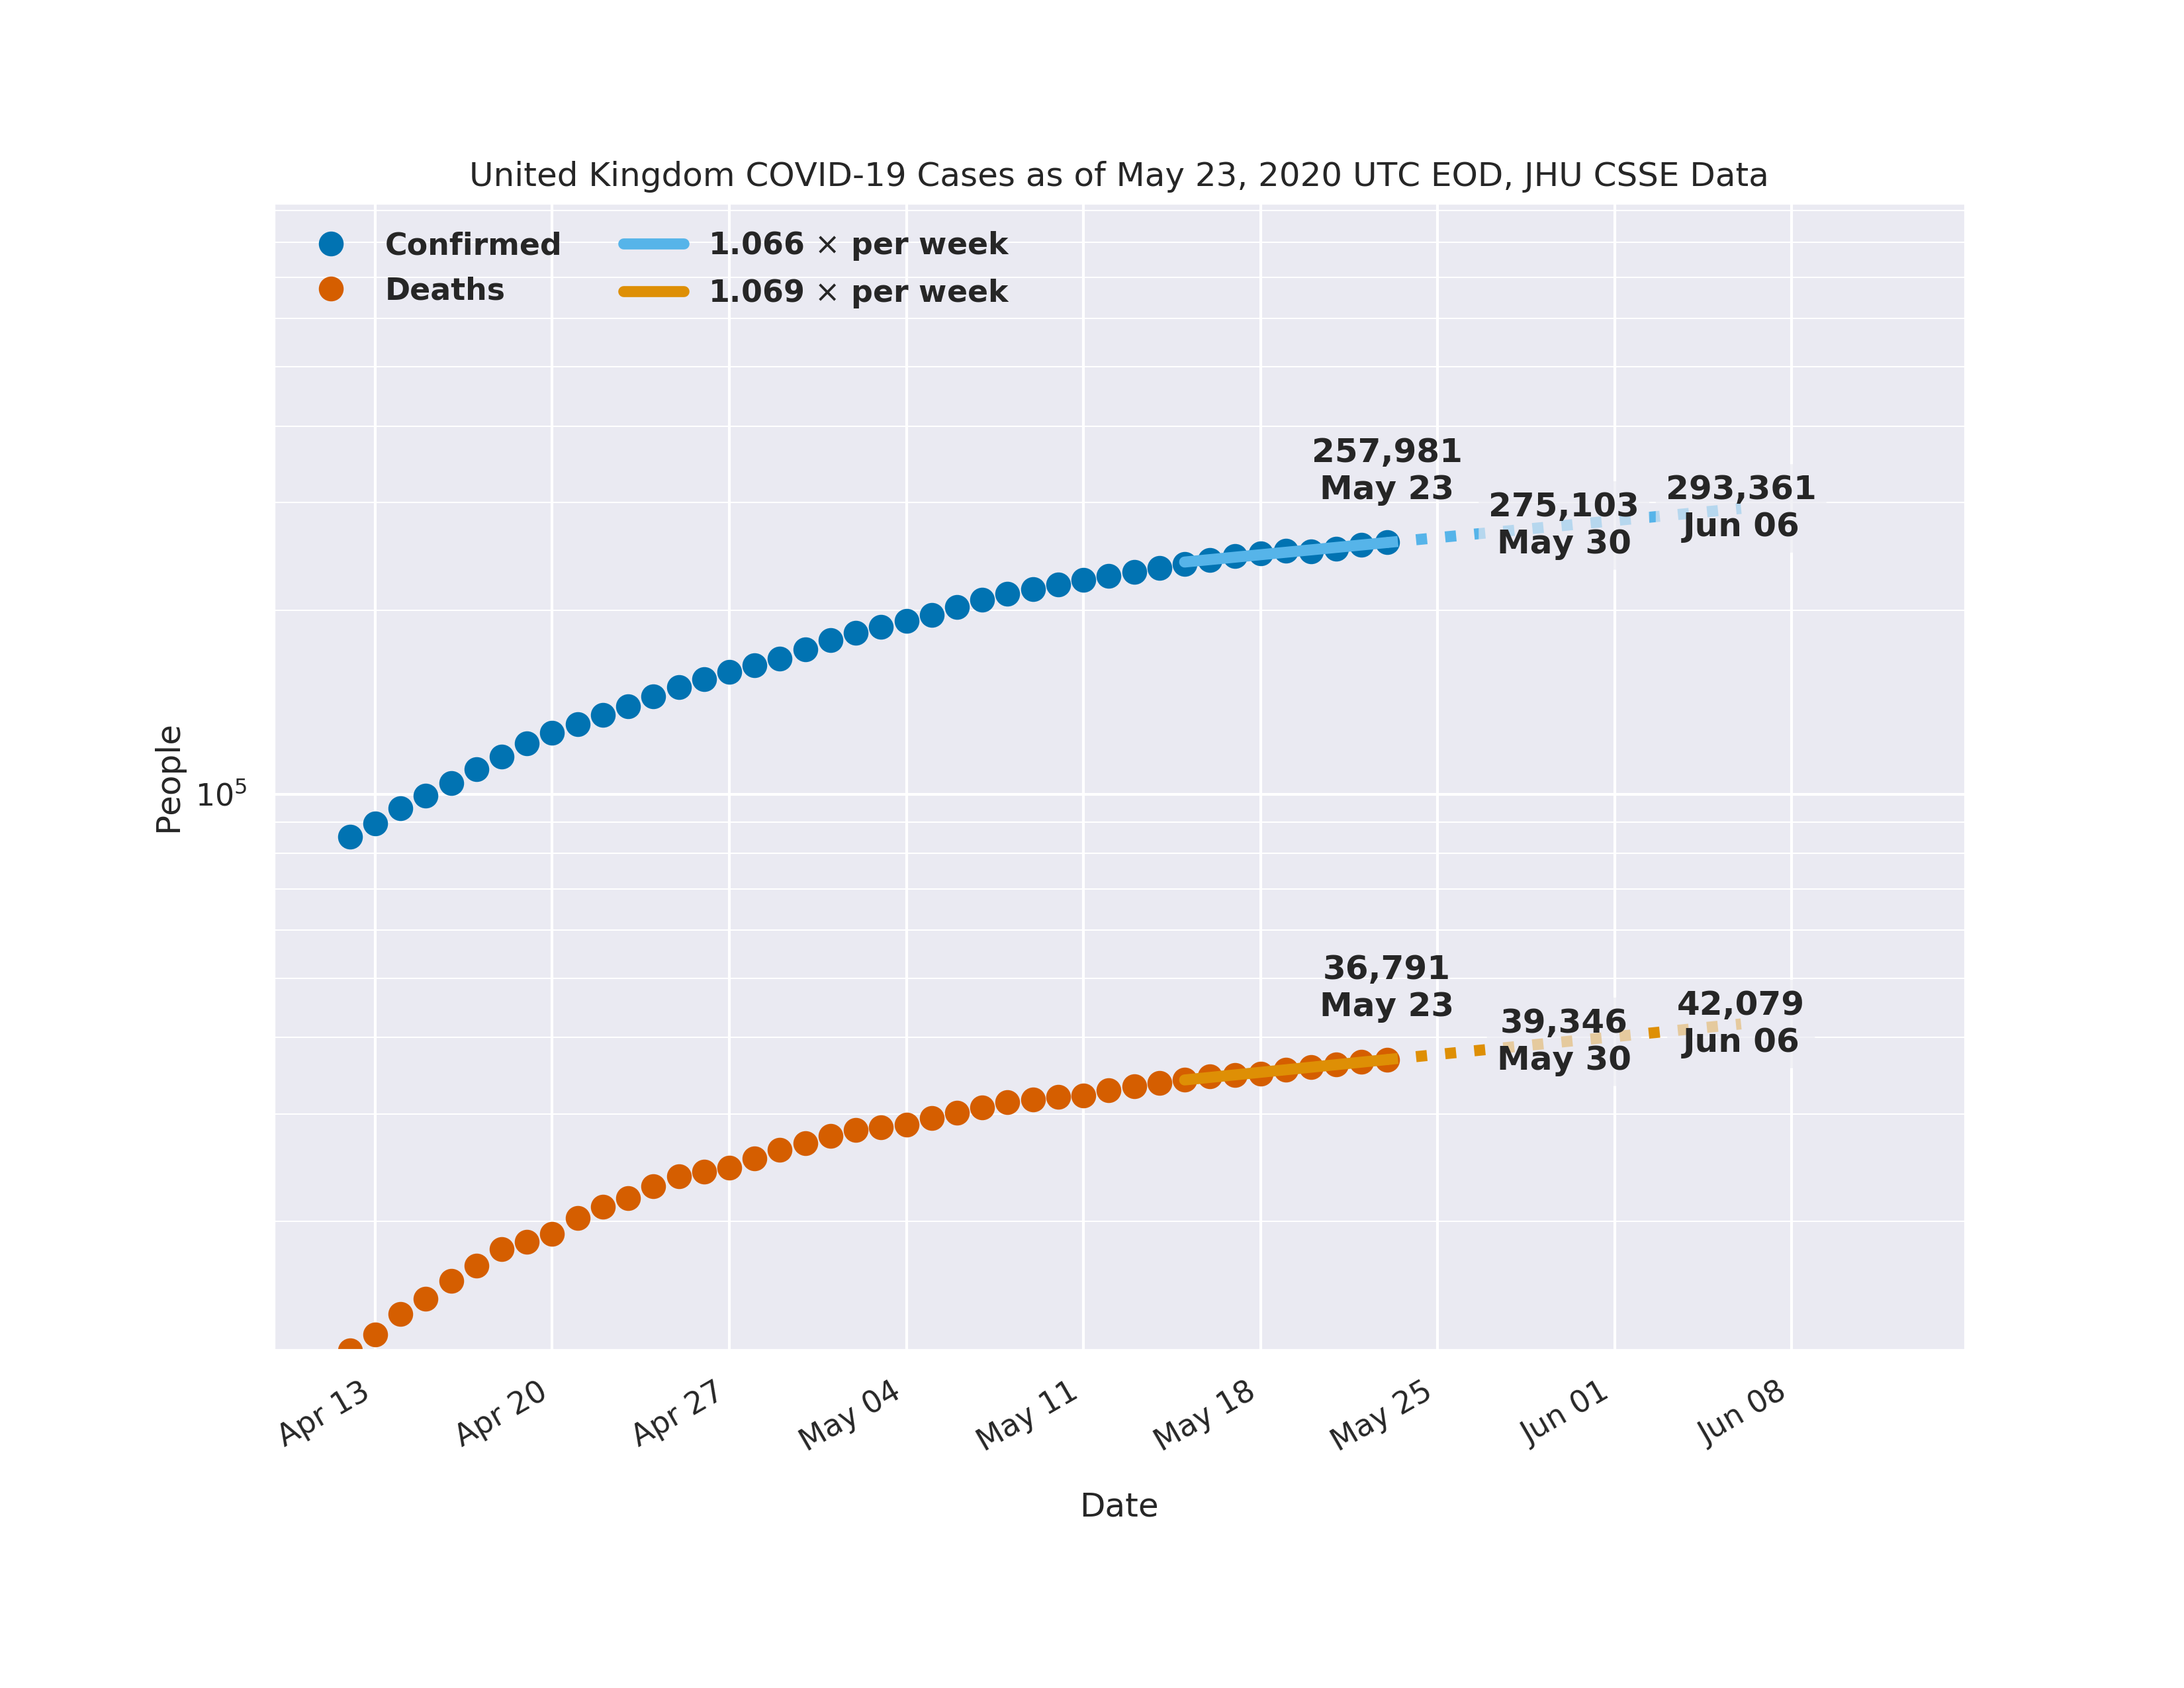 United Kingdom COVID-19 Cases as of May 23, 2020 UTC EOD, JHU CSSE Data
Confirmed
Deaths
1.066 × per week
1.069 × per week
257,981
May 23
275,103
May 30
293,361
Jun 06
People
10⁵
36,791
May 23
39,346
May 30
42,079
Jun 06
Apr 13
Apr 20
Apr 27
May 04
May 11
May 18
May 25
Jun 01
Jun 08
Date